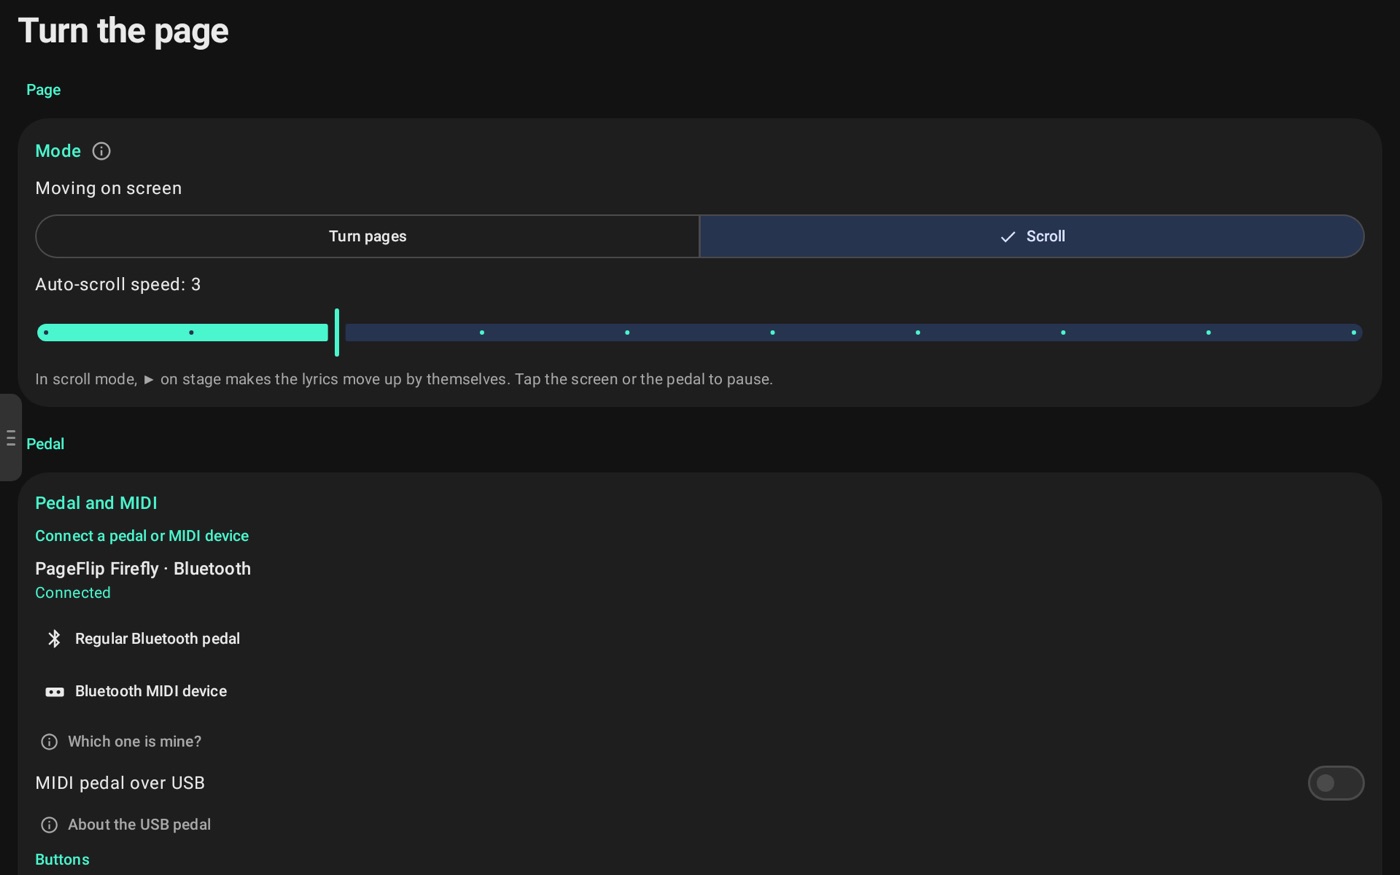 Turn the page
Page
Mode
Moving on screen
Turn pages
Scroll
Auto-scroll speed: 3
In scroll mode, ► on stage makes the lyrics move up by themselves. Tap the screen or the pedal to pause.
Pedal
Pedal and MIDI
Connect a pedal or MIDI device
PageFlip Firefly · Bluetooth
Connected
Regular Bluetooth pedal
Bluetooth MIDI device
Which one is mine?
MIDI pedal over USB
About the USB pedal
Buttons